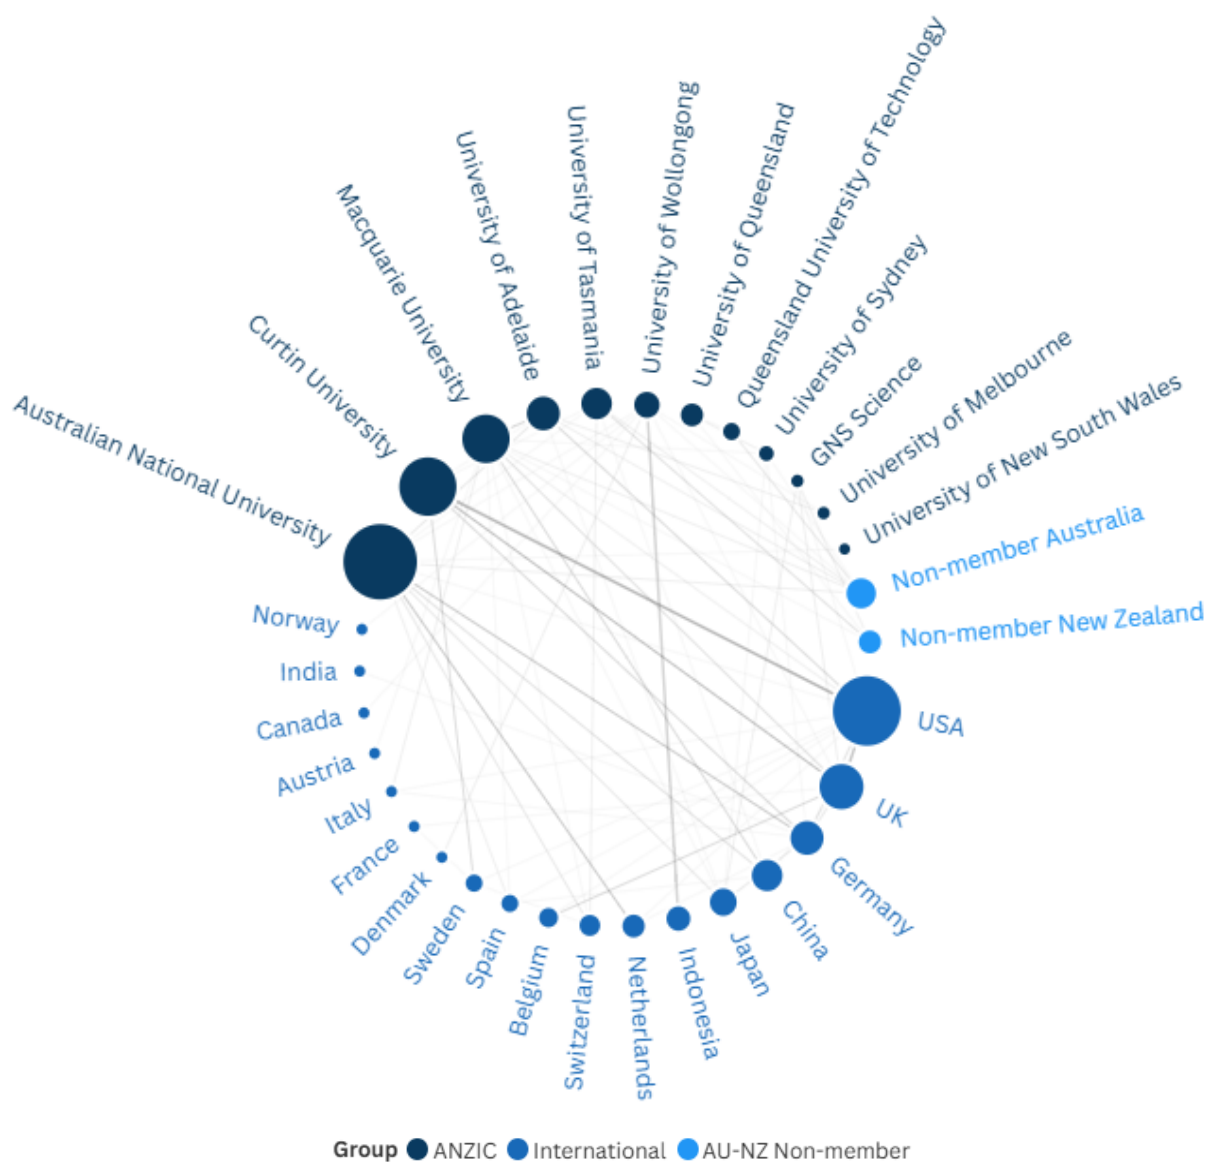 Australian National University
Curtin University
Macquarie University
University of Adelaide
University of Tasmania
University of Wollongong
University of Queensland
Queensland University of Technology
University of Sydney
GNS Science
University of Melbourne
University of New South Wales
Non-member Australia
Non-member New Zealand
USA
UK
Germany
China
Japan
Indonesia
Netherlands
Switzerland
Belgium
Spain
Sweden
Denmark
France
Italy
Austria
Canada
India
Norway
Group ANZIC International AU-NZ Non-member